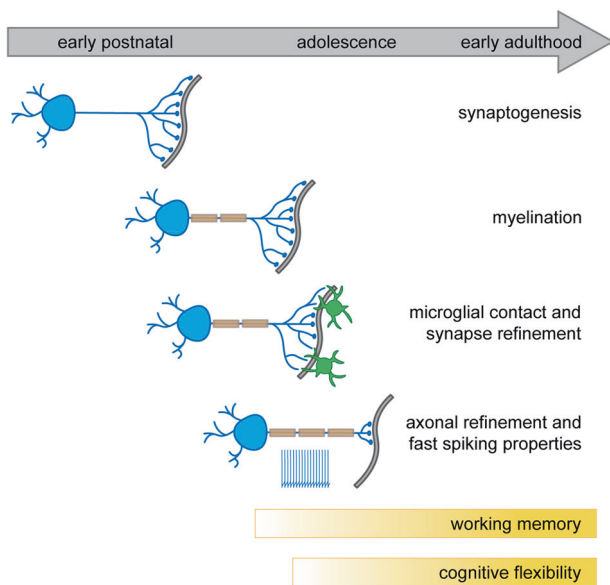 early postnatal adolescence early adulthood
synaptogenesis
myelination
microglial contact and
synapse refinement
axonal refinement and
fast spiking properties
working memory
cognitive flexibility